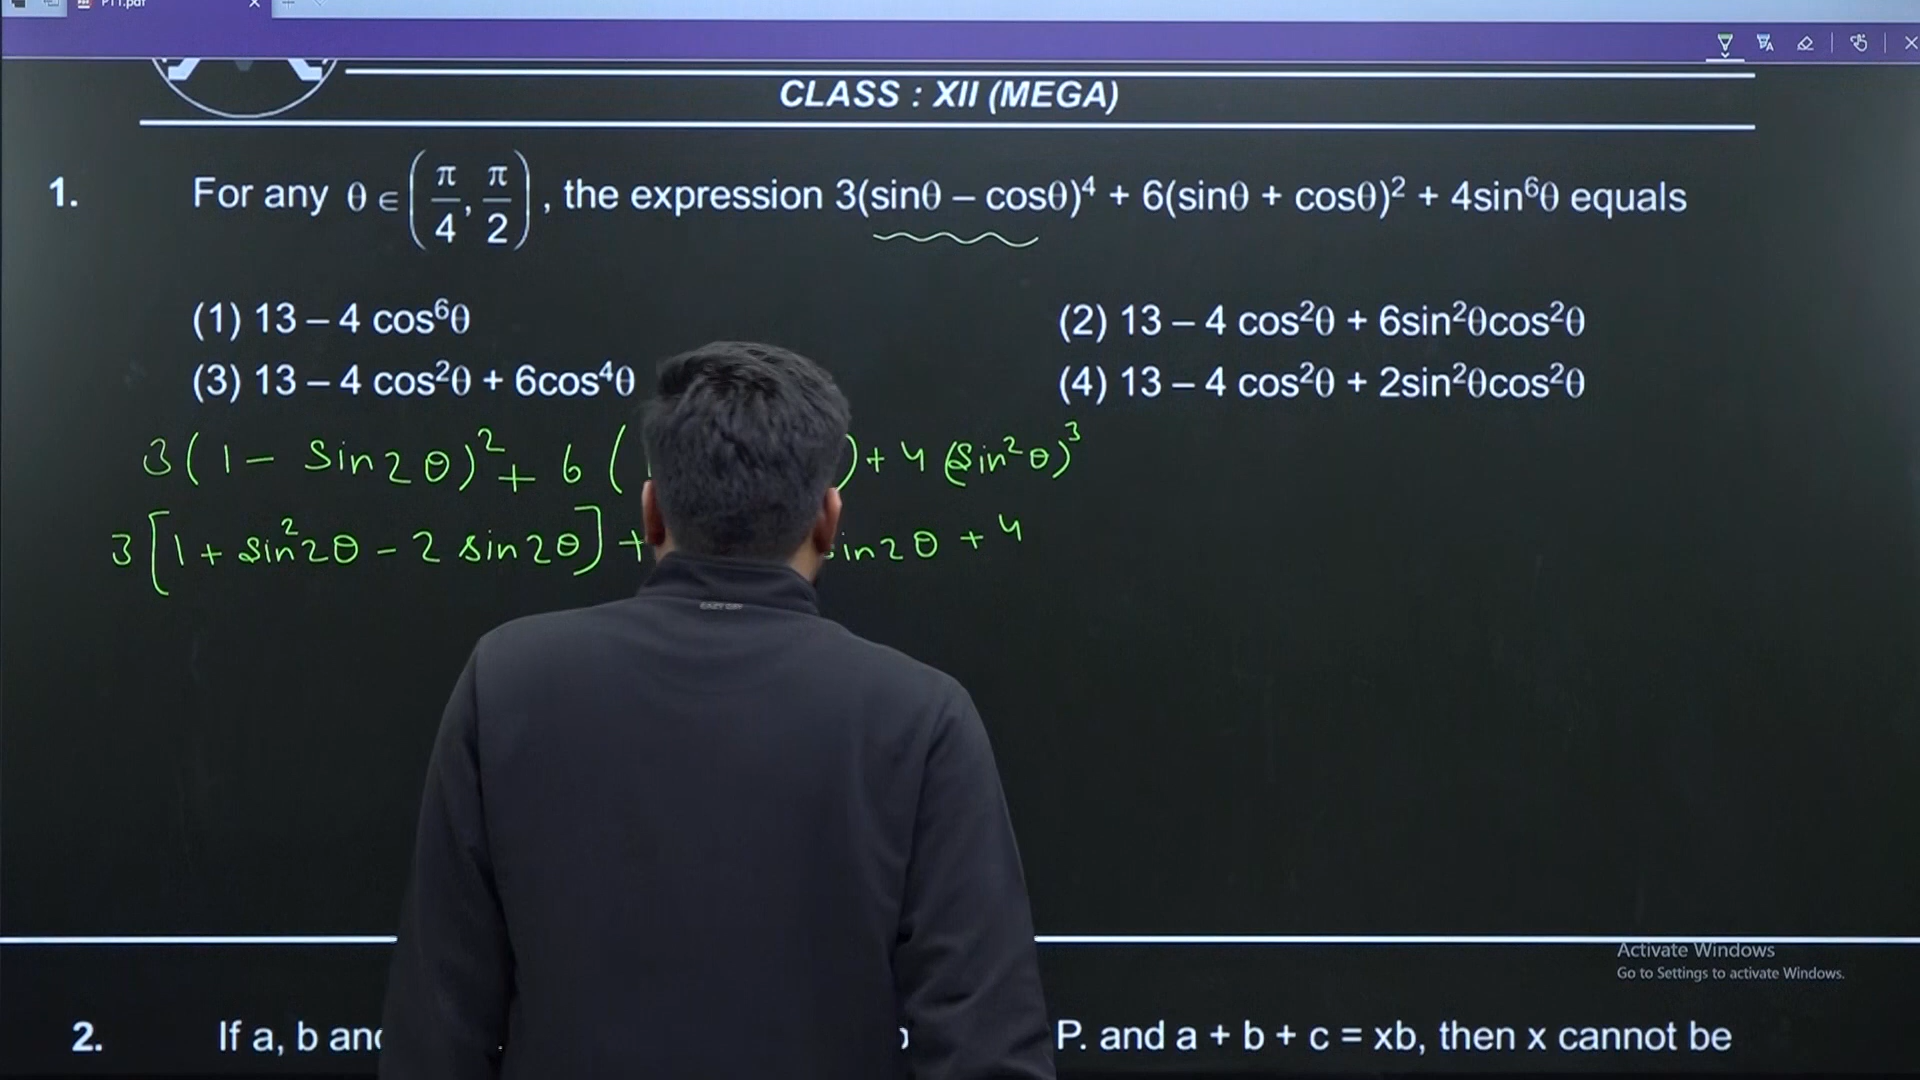 PT1.pdf
CLASS : XII (MEGA)
1. For any θ ∈ (π/4, π/2), the expression 3(sinθ – cosθ)⁴ + 6(sinθ + cosθ)² + 4sin⁶θ equals
(1) 13 – 4 cos⁶θ (2) 13 – 4 cos²θ + 6sin²θcos²θ
(3) 13 – 4 cos²θ + 6cos⁴θ (4) 13 – 4 cos²θ + 2sin²θcos²θ
3(1 – sin2θ)² + 6( ) + 4(sin²θ)³
3[1 + sin²2θ – 2 sin2θ] + in2θ + 4
Activate Windows
Go to Settings to activate Windows.
2. If a, b and P. and a + b + c = xb, then x cannot be